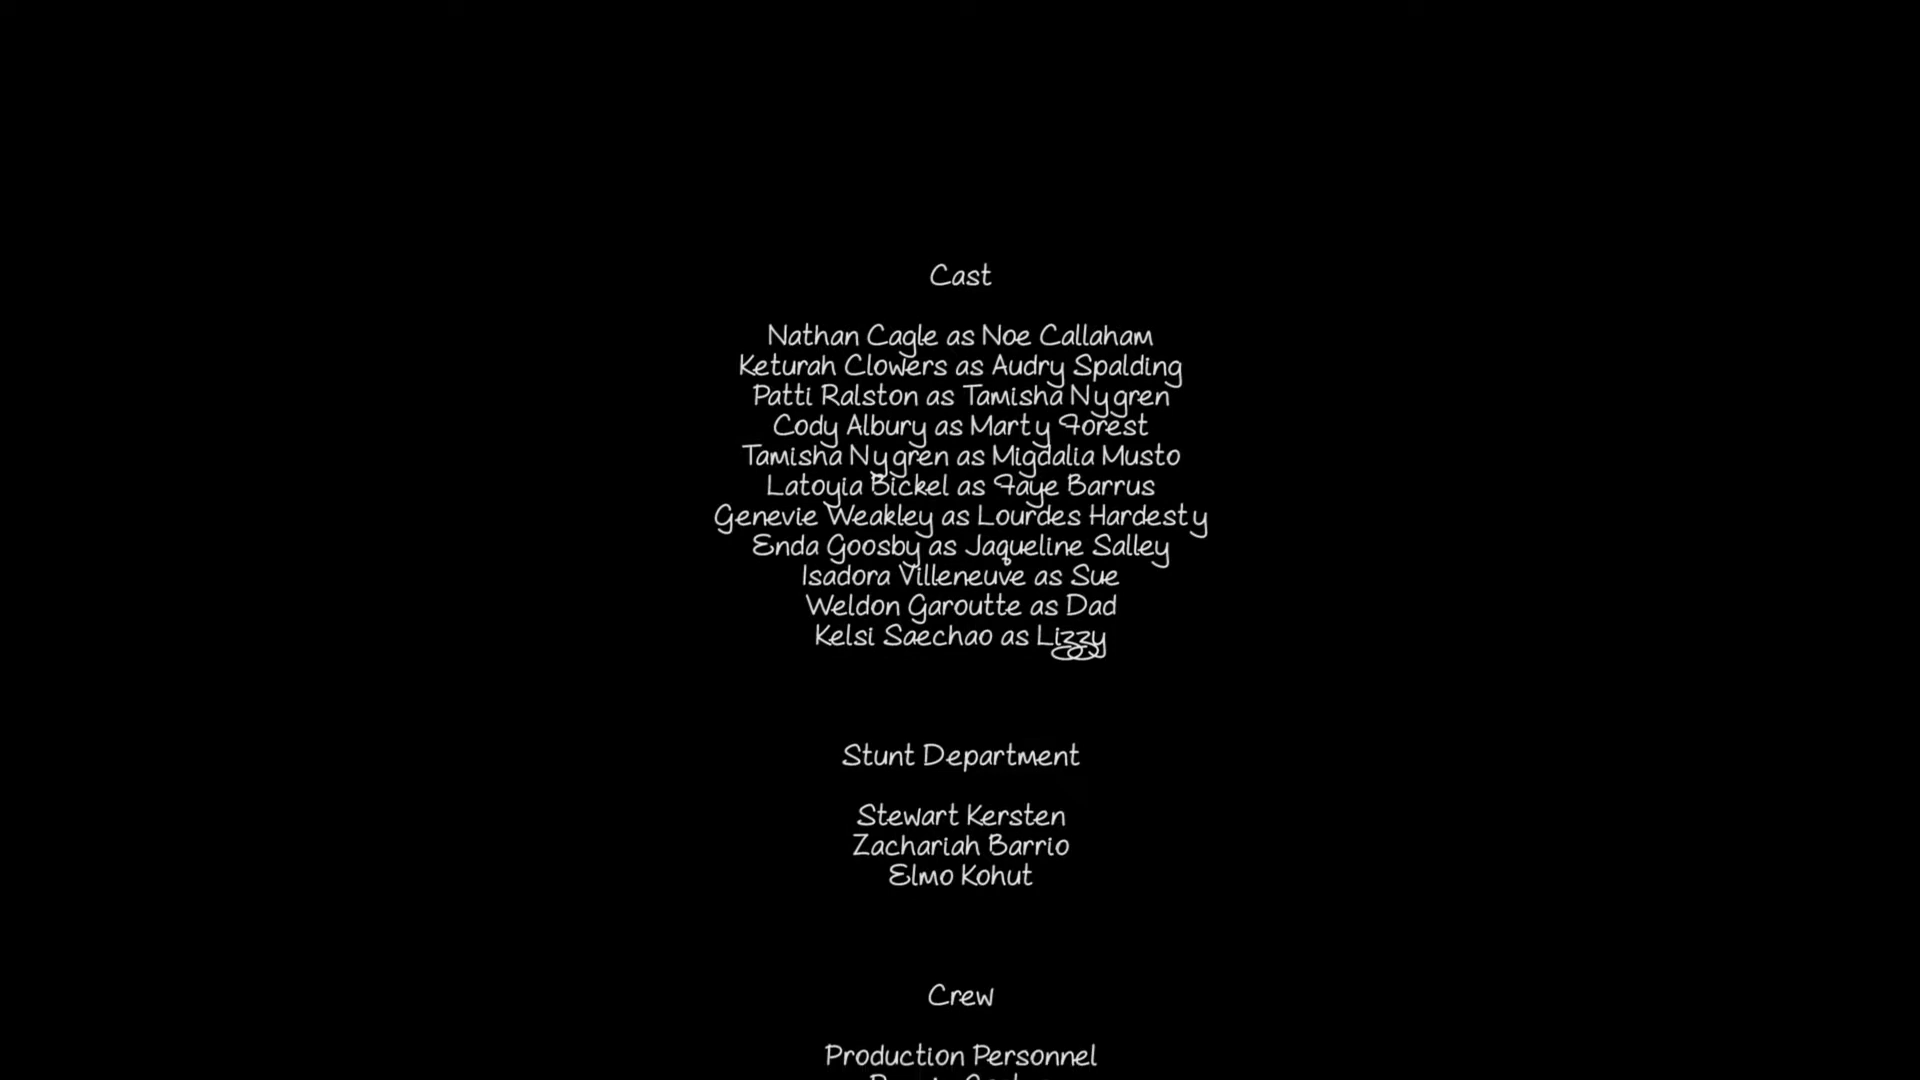 Cast
Nathan Cagle as Noe Callaham
Keturah Clowers as Audry Spalding
Patti Ralston as Tamisha Nygren
Cody Albury as Marty Forest
Tamisha Nygren as Migdalia Musto
Latoyia Bickel as Faye Barrus
Genevie Weakley as Lourdes Hardesty
Enda Goosby as Jaqueline Salley
Isadora Villeneuve as Sue
Weldon Garoutte as Dad
Kelsi Saechao as Lizzy
Stunt Department
Stewart Kersten
Zachariah Barrio
Elmo Kohut
Crew
Production Personnel